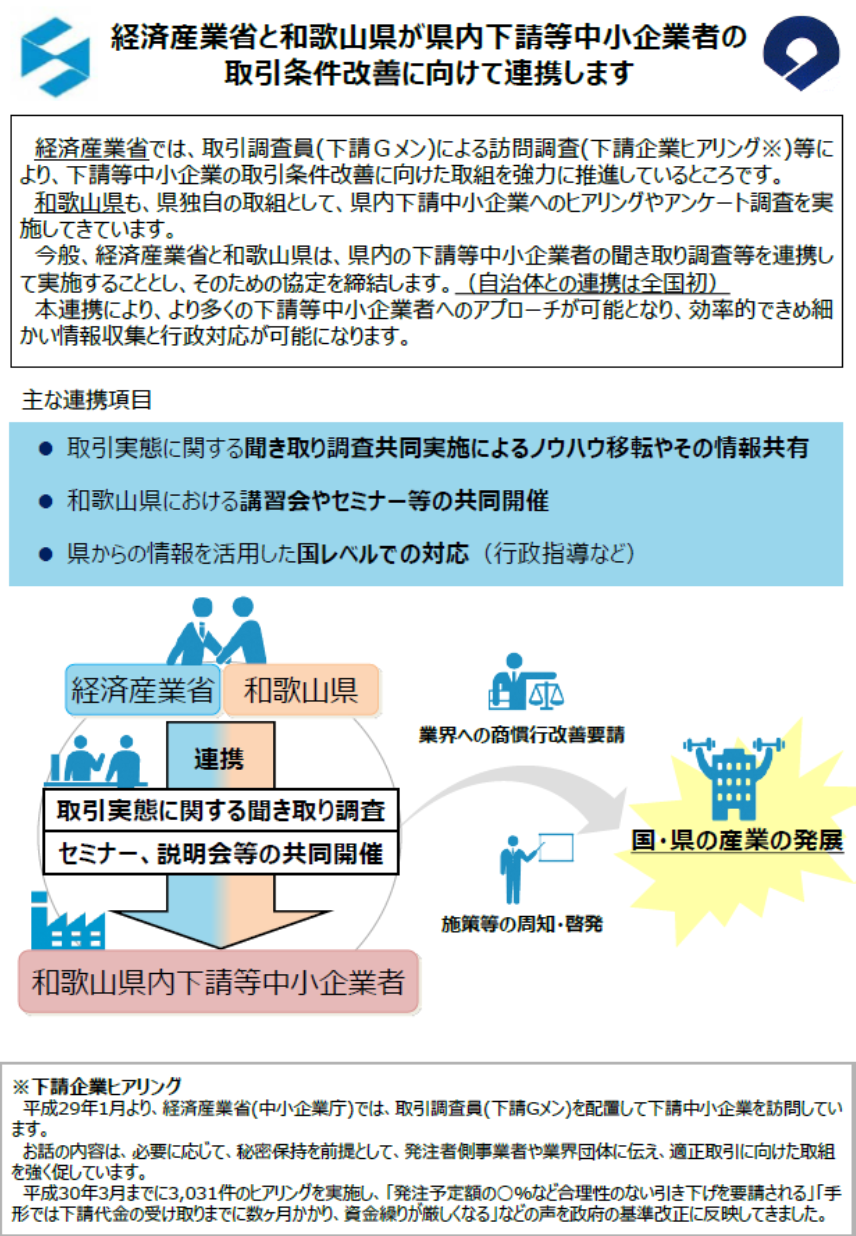 経済産業省と和歌山県が県内下請等中小企業者の
取引条件改善に向けて連携します
経済産業省では、取引調査員(下請Ｇメン)による訪問調査(下請企業ヒアリング※)等に
より、下請等中小企業の取引条件改善に向けた取組を強力に推進しているところです。
和歌山県も、県独自の取組として、県内下請中小企業へのヒアリングやアンケート調査を実
施してきています。
今般、経済産業省と和歌山県は、県内の下請等中小企業者の聞き取り調査等を連携し
て実施することとし、そのための協定を締結します。（自治体との連携は全国初）
本連携により、より多くの下請等中小企業者へのアプローチが可能となり、効率的できめ細
かい情報収集と行政対応が可能になります。
主な連携項目
● 取引実態に関する聞き取り調査共同実施によるノウハウ移転やその情報共有
● 和歌山県における講習会やセミナー等の共同開催
● 県からの情報を活用した国レベルでの対応（行政指導など）
経済産業省 和歌山県
連携
取引実態に関する聞き取り調査
セミナー、説明会等の共同開催
和歌山県内下請等中小企業者
業界への商慣行改善要請
施策等の周知・啓発
国・県の産業の発展
※下請企業ヒアリング
平成29年1月より、経済産業省(中小企業庁)では、取引調査員(下請Gメン)を配置して下請中小企業を訪問してい
ます。
お話の内容は、必要に応じて、秘密保持を前提として、発注者側事業者や業界団体に伝え、適正取引に向けた取組
を強く促しています。
平成30年3月までに3,031件のヒアリングを実施し、「発注予定額の○%など合理性のない引き下げを要請される」「手
形では下請代金の受け取りまでに数ヶ月かかり、資金繰りが厳しくなる」などの声を政府の基準改正に反映してきました。